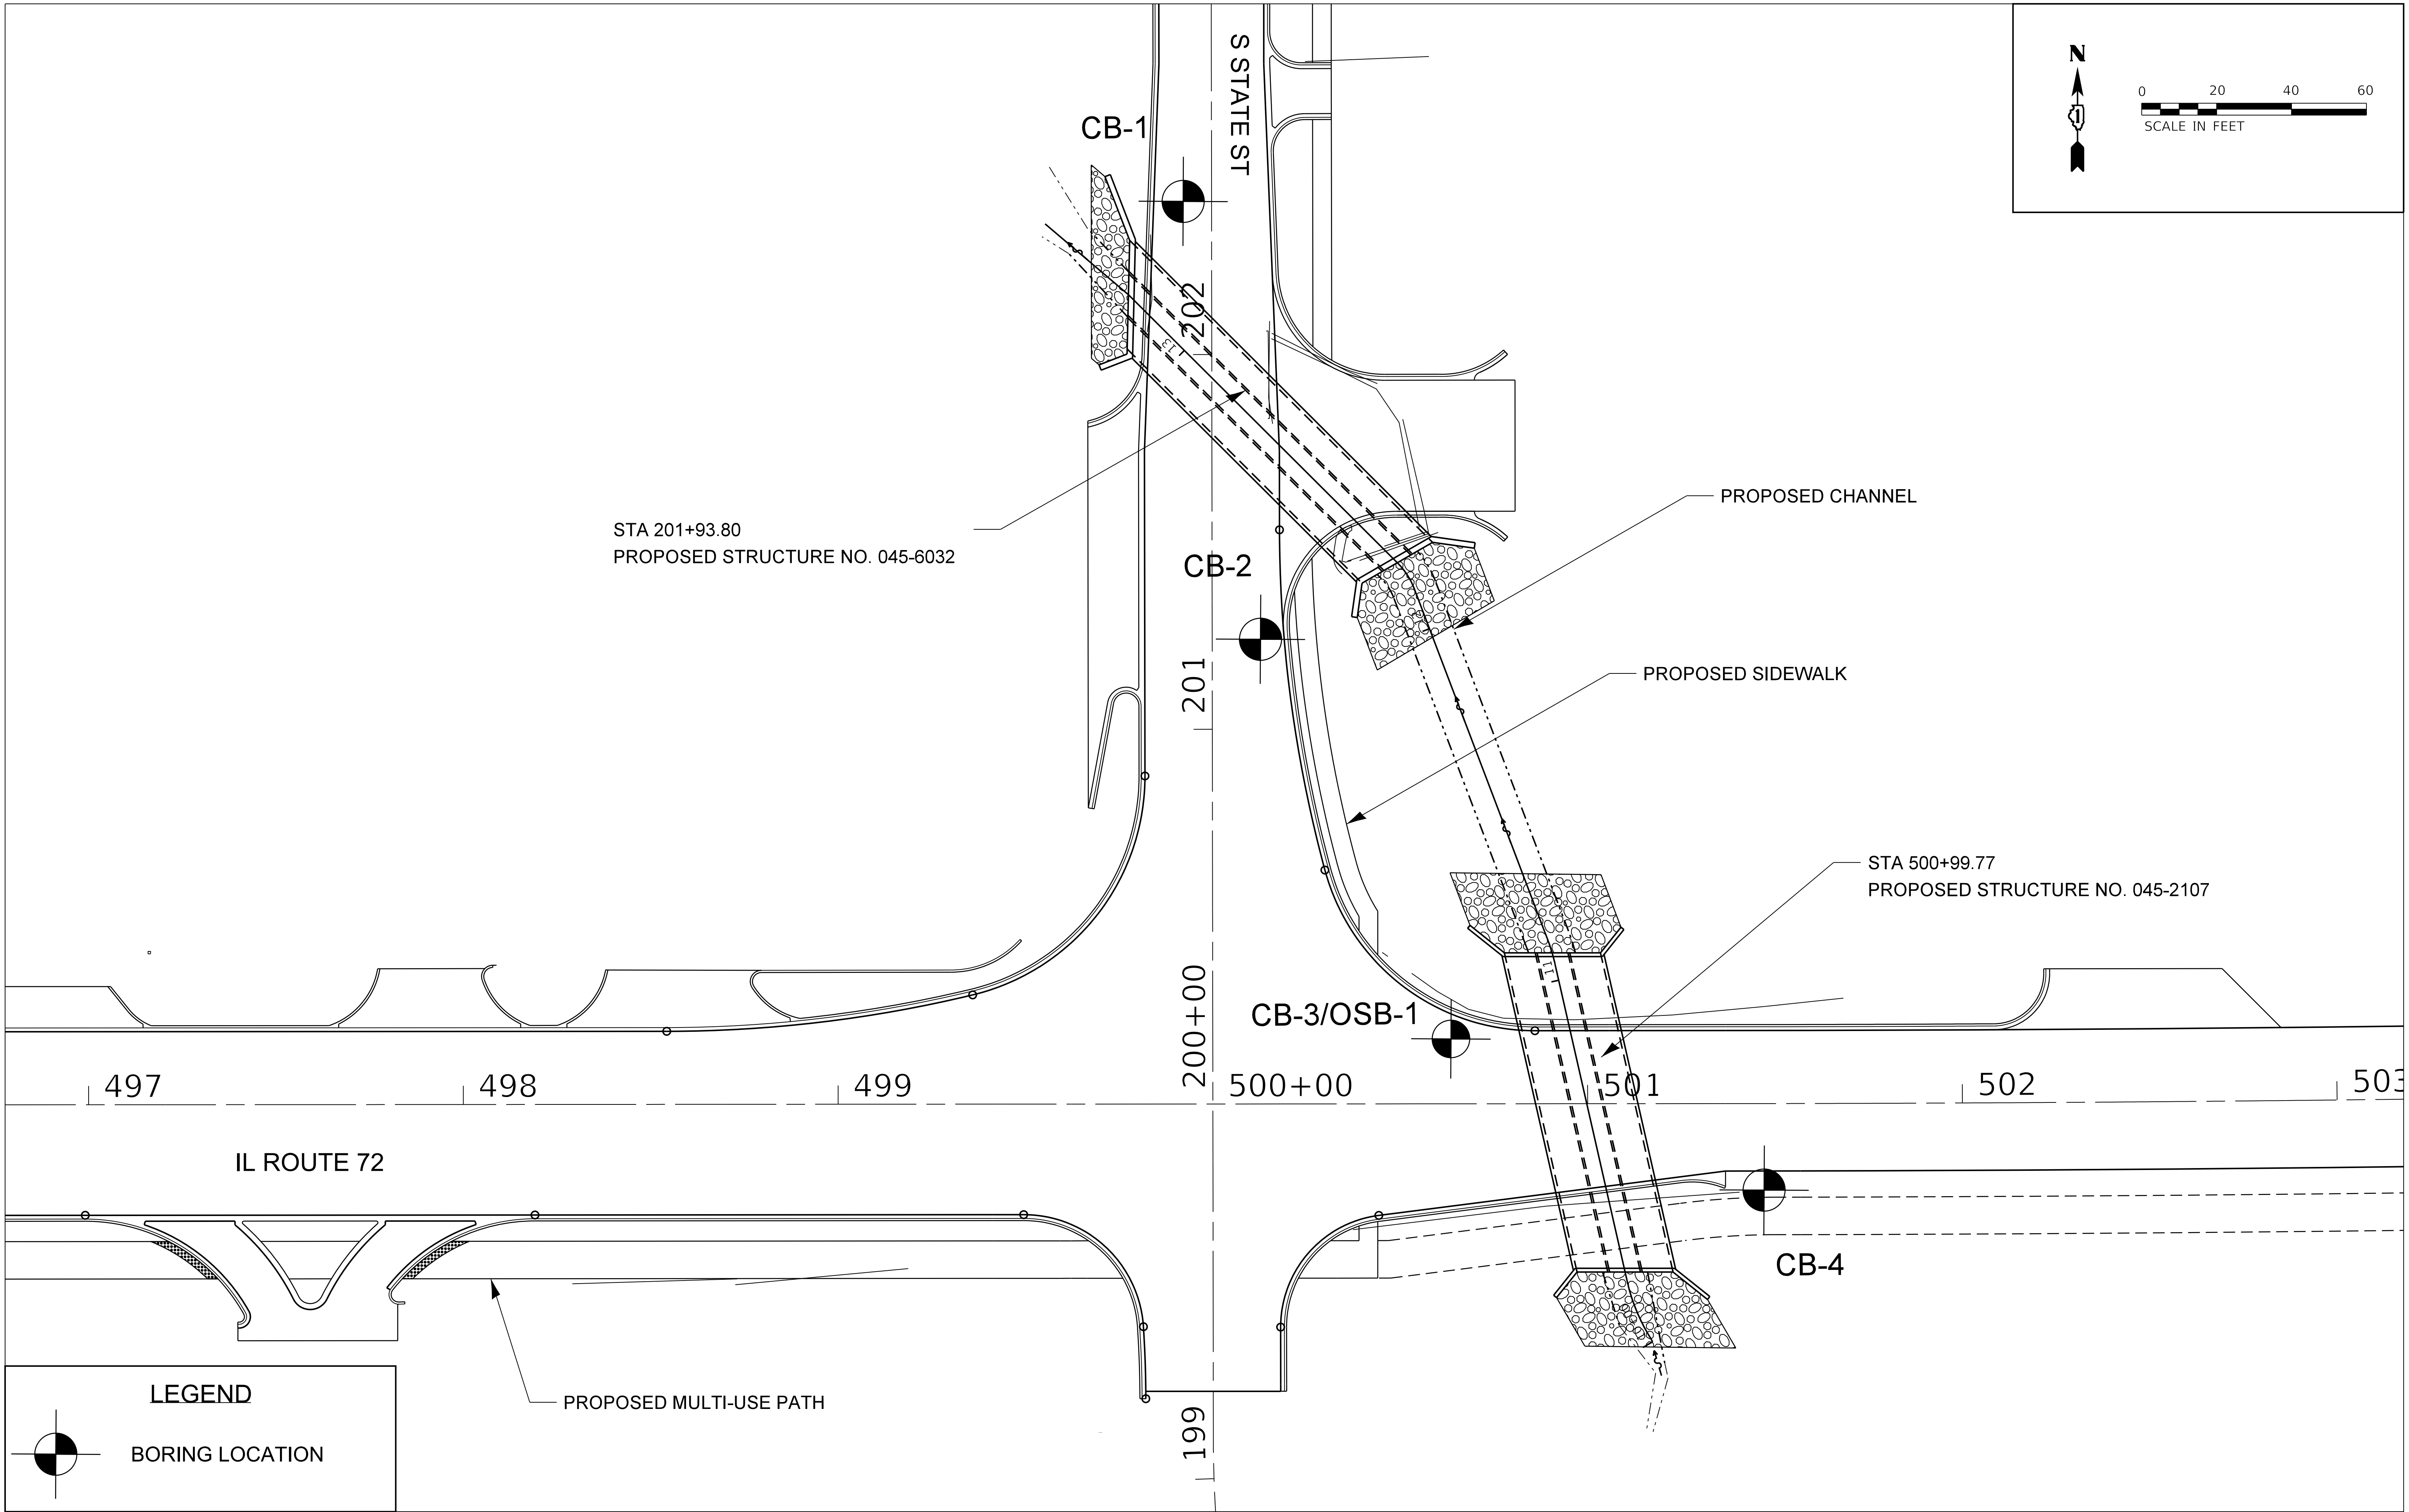 S STATE ST
N
0 20 40 60
SCALE IN FEET
CB-1
202
STA 201+93.80
PROPOSED STRUCTURE NO. 045-6032
PROPOSED CHANNEL
CB-2
201
PROPOSED SIDEWALK
STA 500+99.77
PROPOSED STRUCTURE NO. 045-2107
CB-3/OSB-1
200+00
497 498 499 500+00 501 502 503
IL ROUTE 72
CB-4
PROPOSED MULTI-USE PATH
199
LEGEND
BORING LOCATION